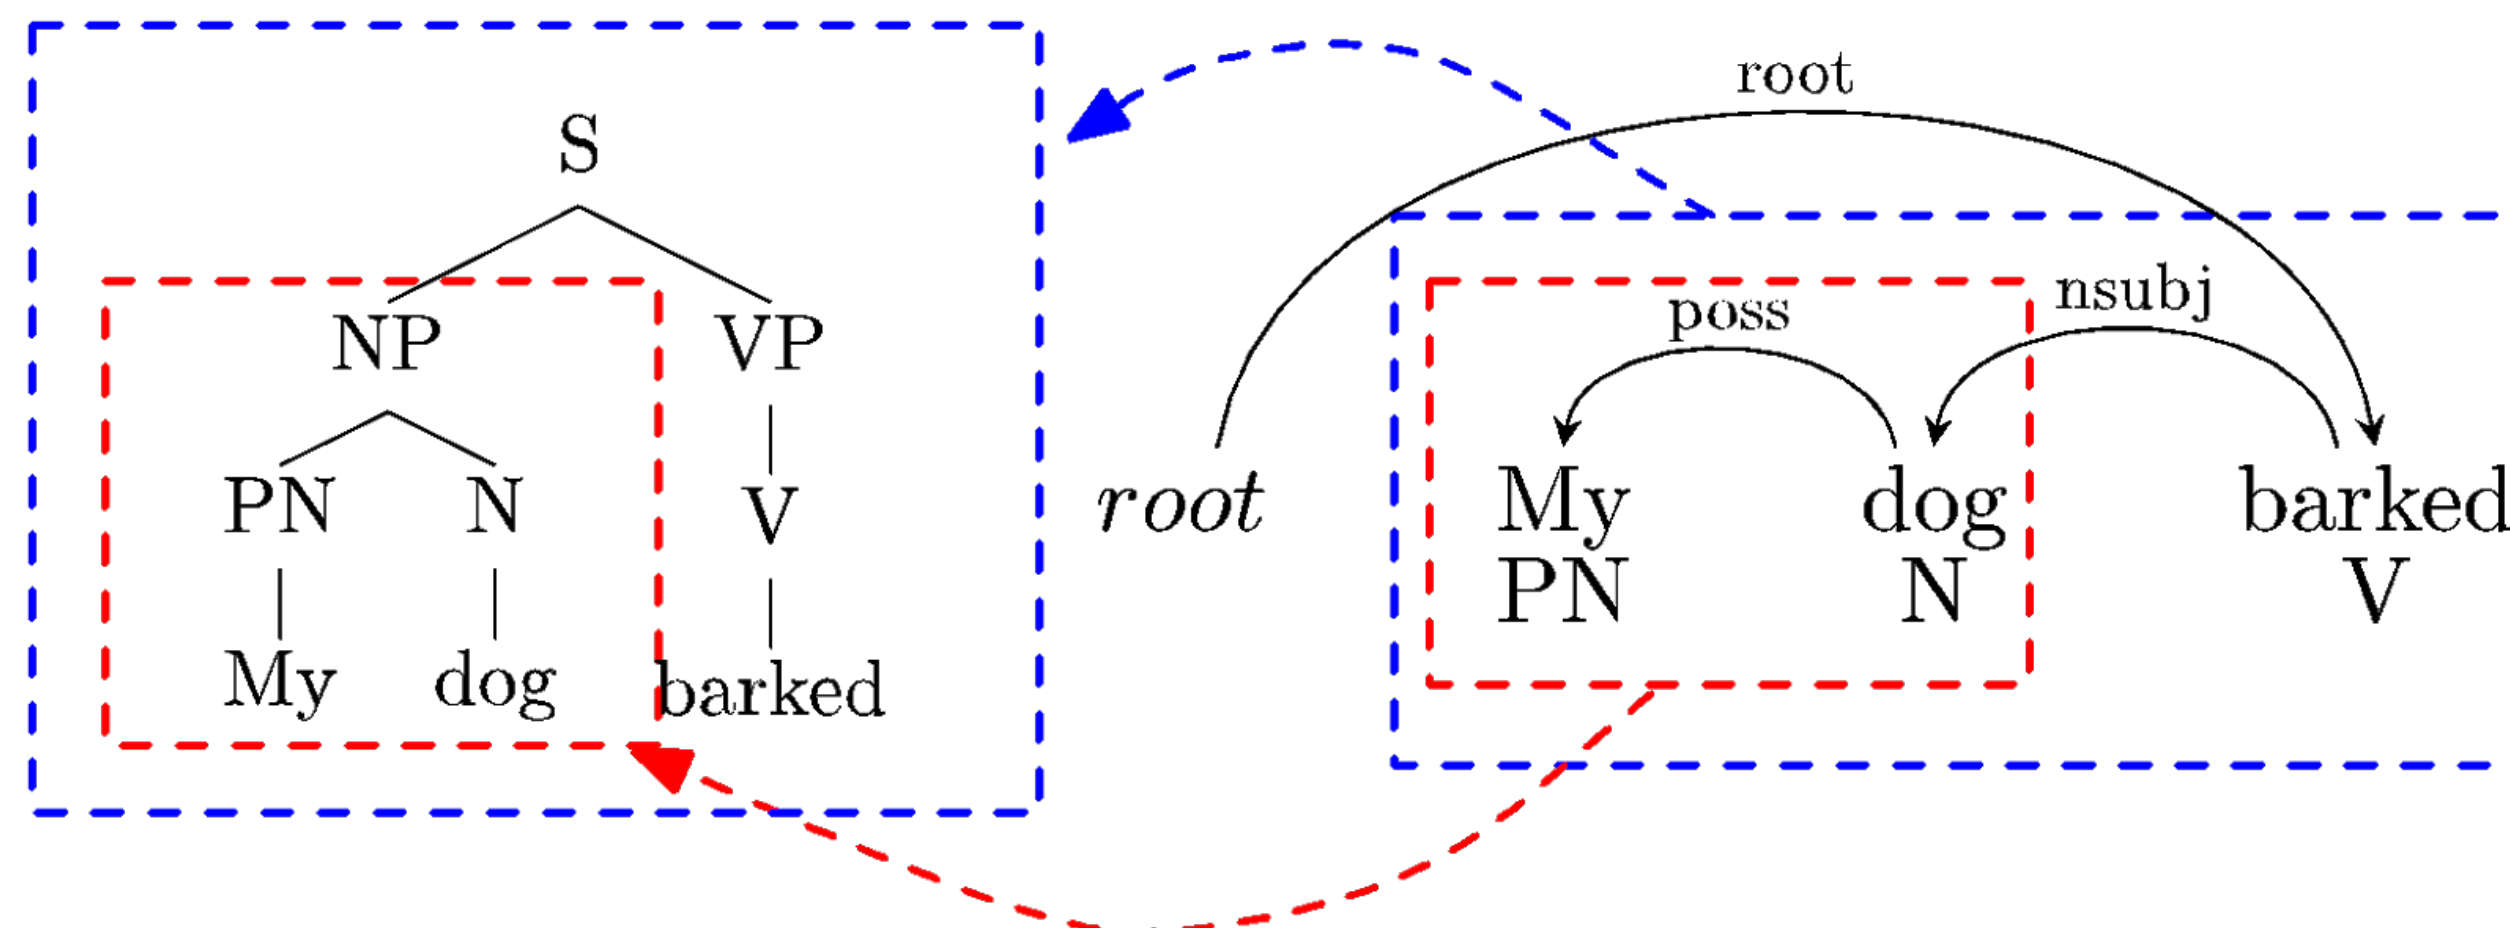 S
NP VP
PN N V
My dog barked
root
poss nsubj
root My dog barked
PN N V